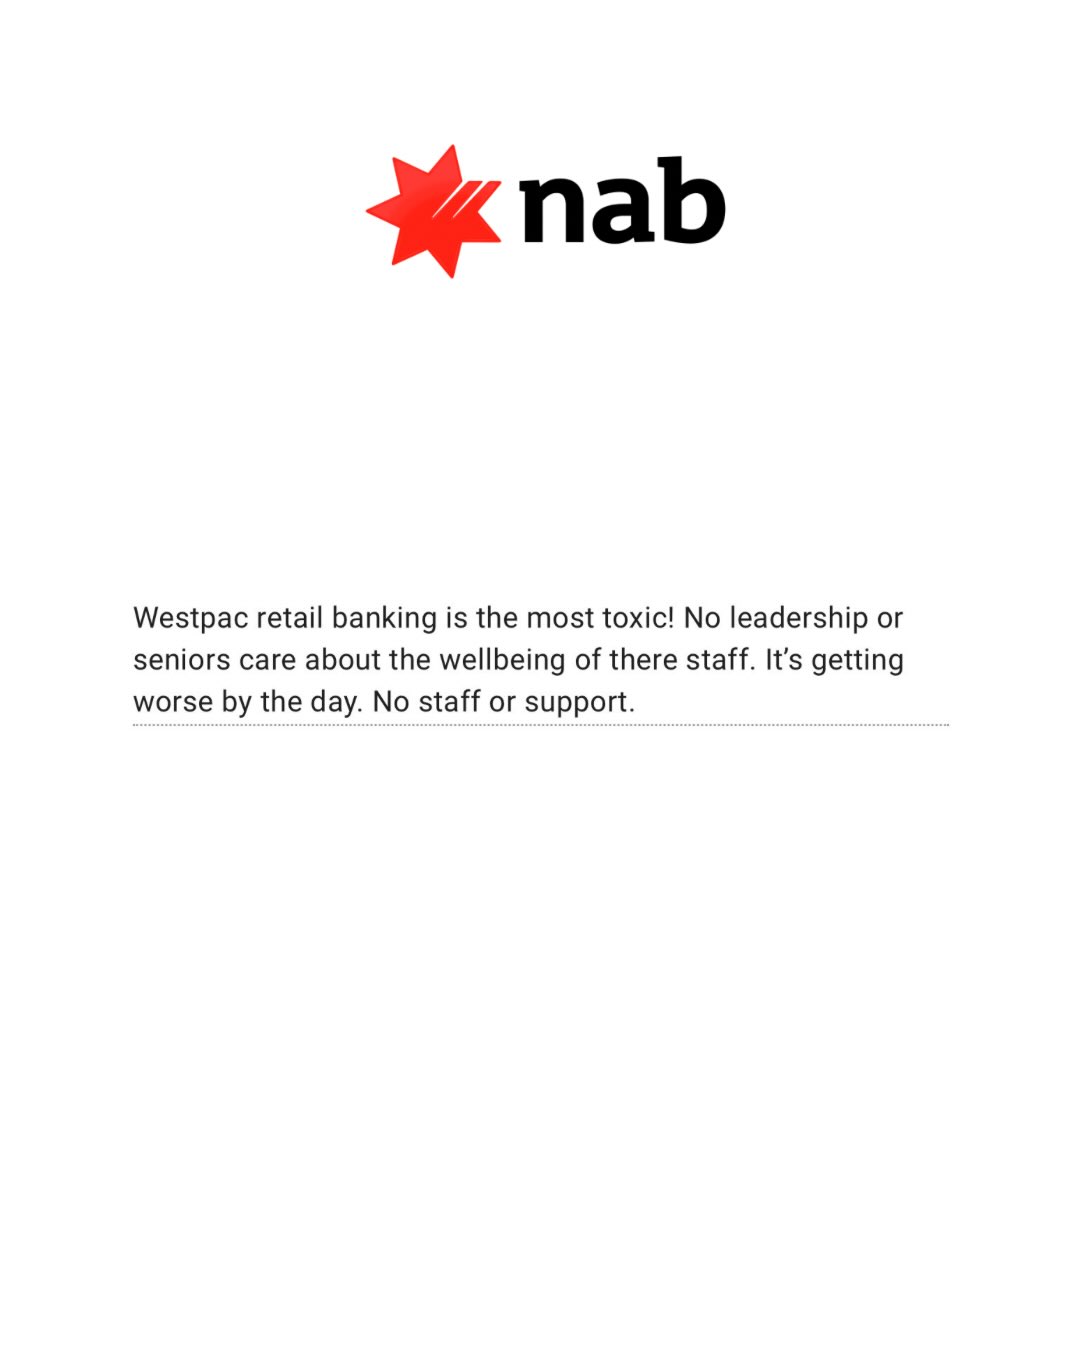 nab
Westpac retail banking is the most toxic! No leadership or
seniors care about the wellbeing of there staff. It’s getting
worse by the day. No staff or support.